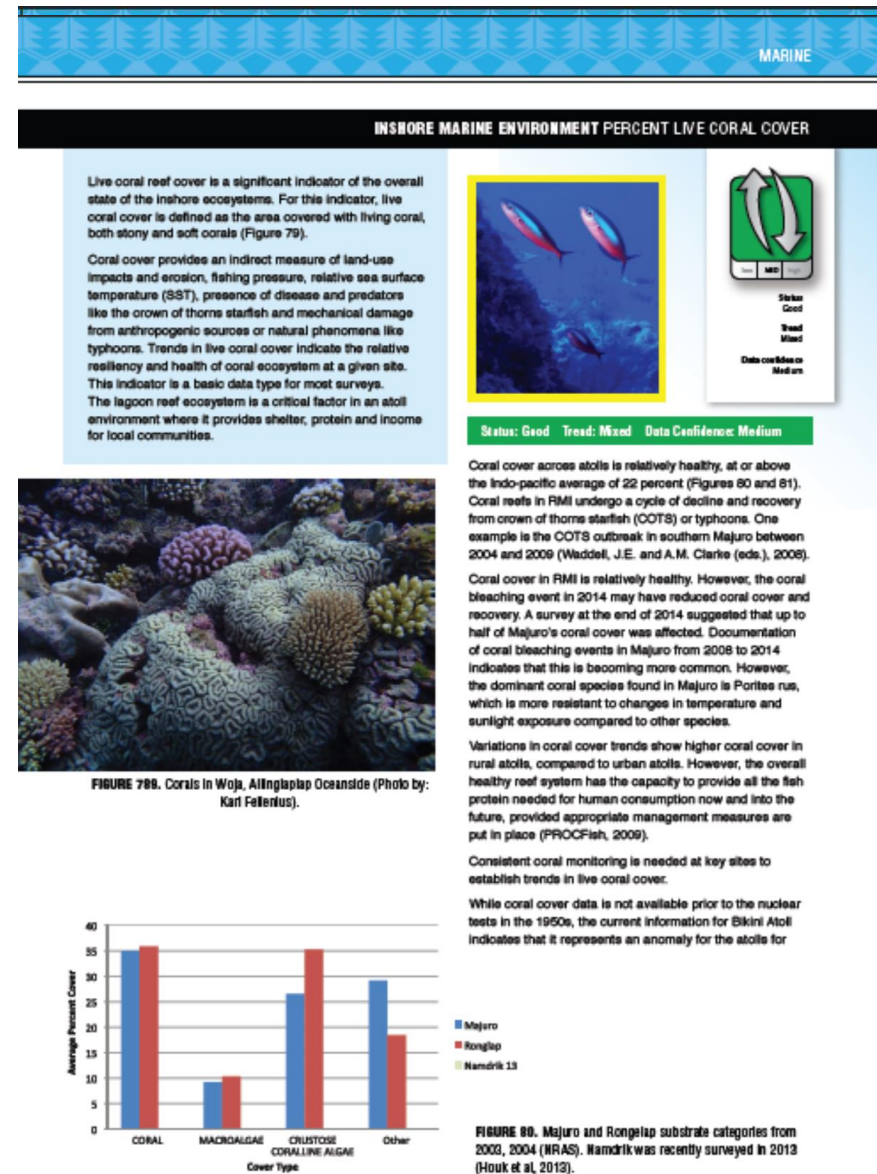 MARINE
INSHORE MARINE ENVIRONMENT PERCENT LIVE CORAL COVER
Live coral reef cover is a significant indicator of the overall
state of the inshore ecosystems. For this indicator, live
coral cover is defined as the area covered with living coral,
both stony and soft corals (Figure 79).
Coral cover provides an indirect measure of land-use
impacts and erosion, fishing pressure, relative sea surface
temperature (SST), presence of disease and predators
like the crown of thorns starfish and mechanical damage
from anthropogenic sources or natural phenomena like
typhoons. Trends in live coral cover indicate the relative
resiliency and health of coral ecosystem at a given site.
This indicator is a basic data type for most surveys.
The lagoon reef ecosystem is a critical factor in an atoll
environment where it provides shelter, protein and income
for local communities.
FIGURE 789. Corals in Woja, Ailinglaplap Oceanside (Photo by:
Karl Fellenius).
low MID high
Status
Good
Trend
Mixed
Data confidence
Medium
Status: Good Trend: Mixed Data Confidence: Medium
Coral cover across atolls is relatively healthy, at or above
the Indo-pacific average of 22 percent (Figures 80 and 81).
Coral reefs in RMI undergo a cycle of decline and recovery
from crown of thorns starfish (COTS) or typhoons. One
example is the COTS outbreak in southern Majuro between
2004 and 2009 (Waddell, J.E. and A.M. Clarke (eds.), 2008).
Coral cover in RMI is relatively healthy. However, the coral
bleaching event in 2014 may have reduced coral cover and
recovery. A survey at the end of 2014 suggested that up to
half of Majuro's coral cover was affected. Documentation
of coral bleaching events in Majuro from 2008 to 2014
indicates that this is becoming more common. However,
the dominant coral species found in Majuro is Porites rus,
which is more resistant to changes in temperature and
sunlight exposure compared to other species.
Variations in coral cover trends show higher coral cover in
rural atolls, compared to urban atolls. However, the overall
healthy reef system has the capacity to provide all the fish
protein needed for human consumption now and into the
future, provided appropriate management measures are
put in place (PROCFish, 2009).
Consistent coral monitoring is needed at key sites to
establish trends in live coral cover.
While coral cover data is not available prior to the nuclear
tests in the 1950s, the current information for Bikini Atoll
indicates that it represents an anomaly for the atolls for
Average Percent Cover
40
35
30
25
20
15
10
5
0
CORAL
MACROALGAE
CRUSTOSE
CORALLINE ALGAE
Other
Cover Type
Majuro
Ronglap
Namdrik 13
FIGURE 80. Majuro and Rongelap substrate categories from
2003, 2004 (NRAS). Namdrik was recently surveyed in 2013
(Houk et al, 2013).